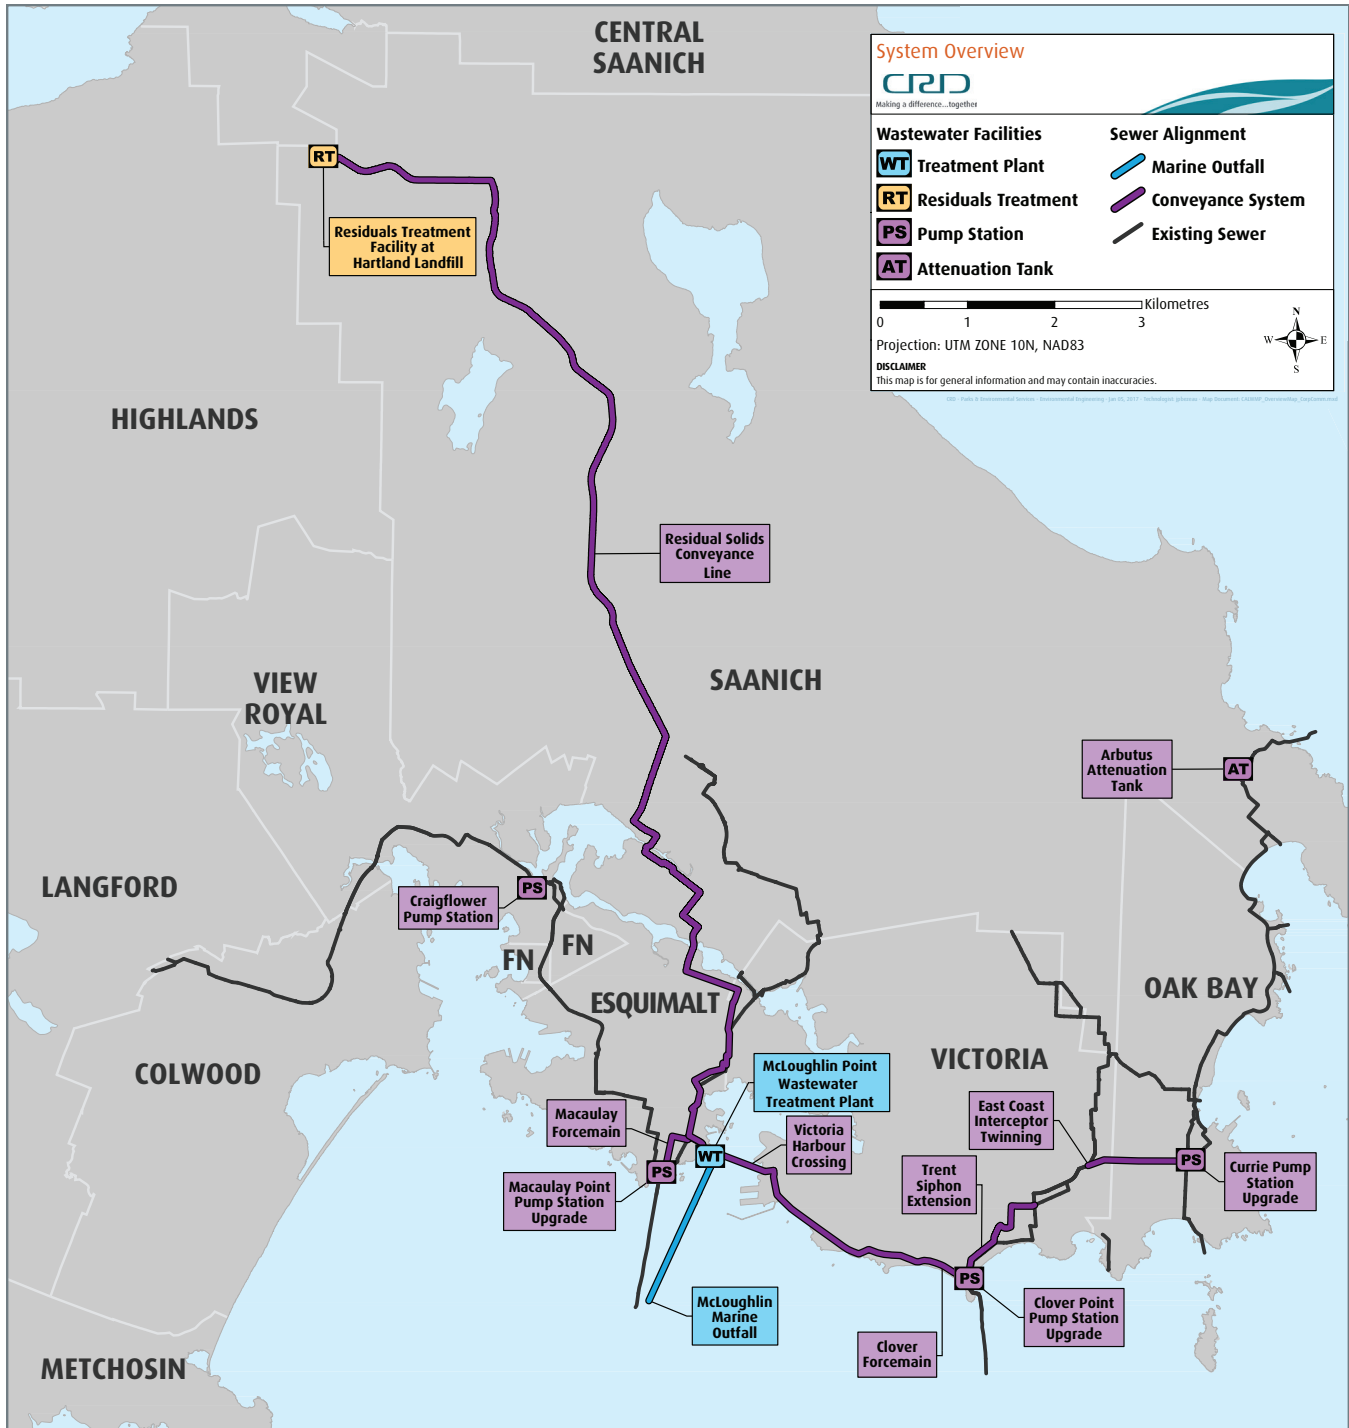 CENTRAL
SAANICH
System Overview
CRD
Making a difference...together
Wastewater Facilities
WT Treatment Plant
RT Residuals Treatment
PS Pump Station
AT Attenuation Tank
Sewer Alignment
Marine Outfall
Conveyance System
Existing Sewer
Kilometres
0 1 2 3
Projection: UTM ZONE 10N, NAD83
DISCLAIMER
This map is for general information and may contain inaccuracies.
N
W E
S
RT
Residuals Treatment
Facility at
Hartland Landfill
HIGHLANDS
Residual Solids
Conveyance
Line
VIEW
ROYAL
SAANICH
Arbutus
Attenuation
Tank
AT
LANGFORD
Craigflower
Pump Station
PS
FN
FN
ESQUIMALT
OAK BAY
COLWOOD
VICTORIA
McLoughlin Point
Wastewater
Treatment Plant
Macaulay
Forcemain
Victoria
Harbour
Crossing
East Coast
Interceptor
Twinning
WT
PS
Macaulay Point
Pump Station
Upgrade
Trent
Siphon
Extension
PS
Currie Pump
Station
Upgrade
PS
McLoughlin
Marine
Outfall
Clover Point
Pump Station
Upgrade
Clover
Forcemain
METCHOSIN